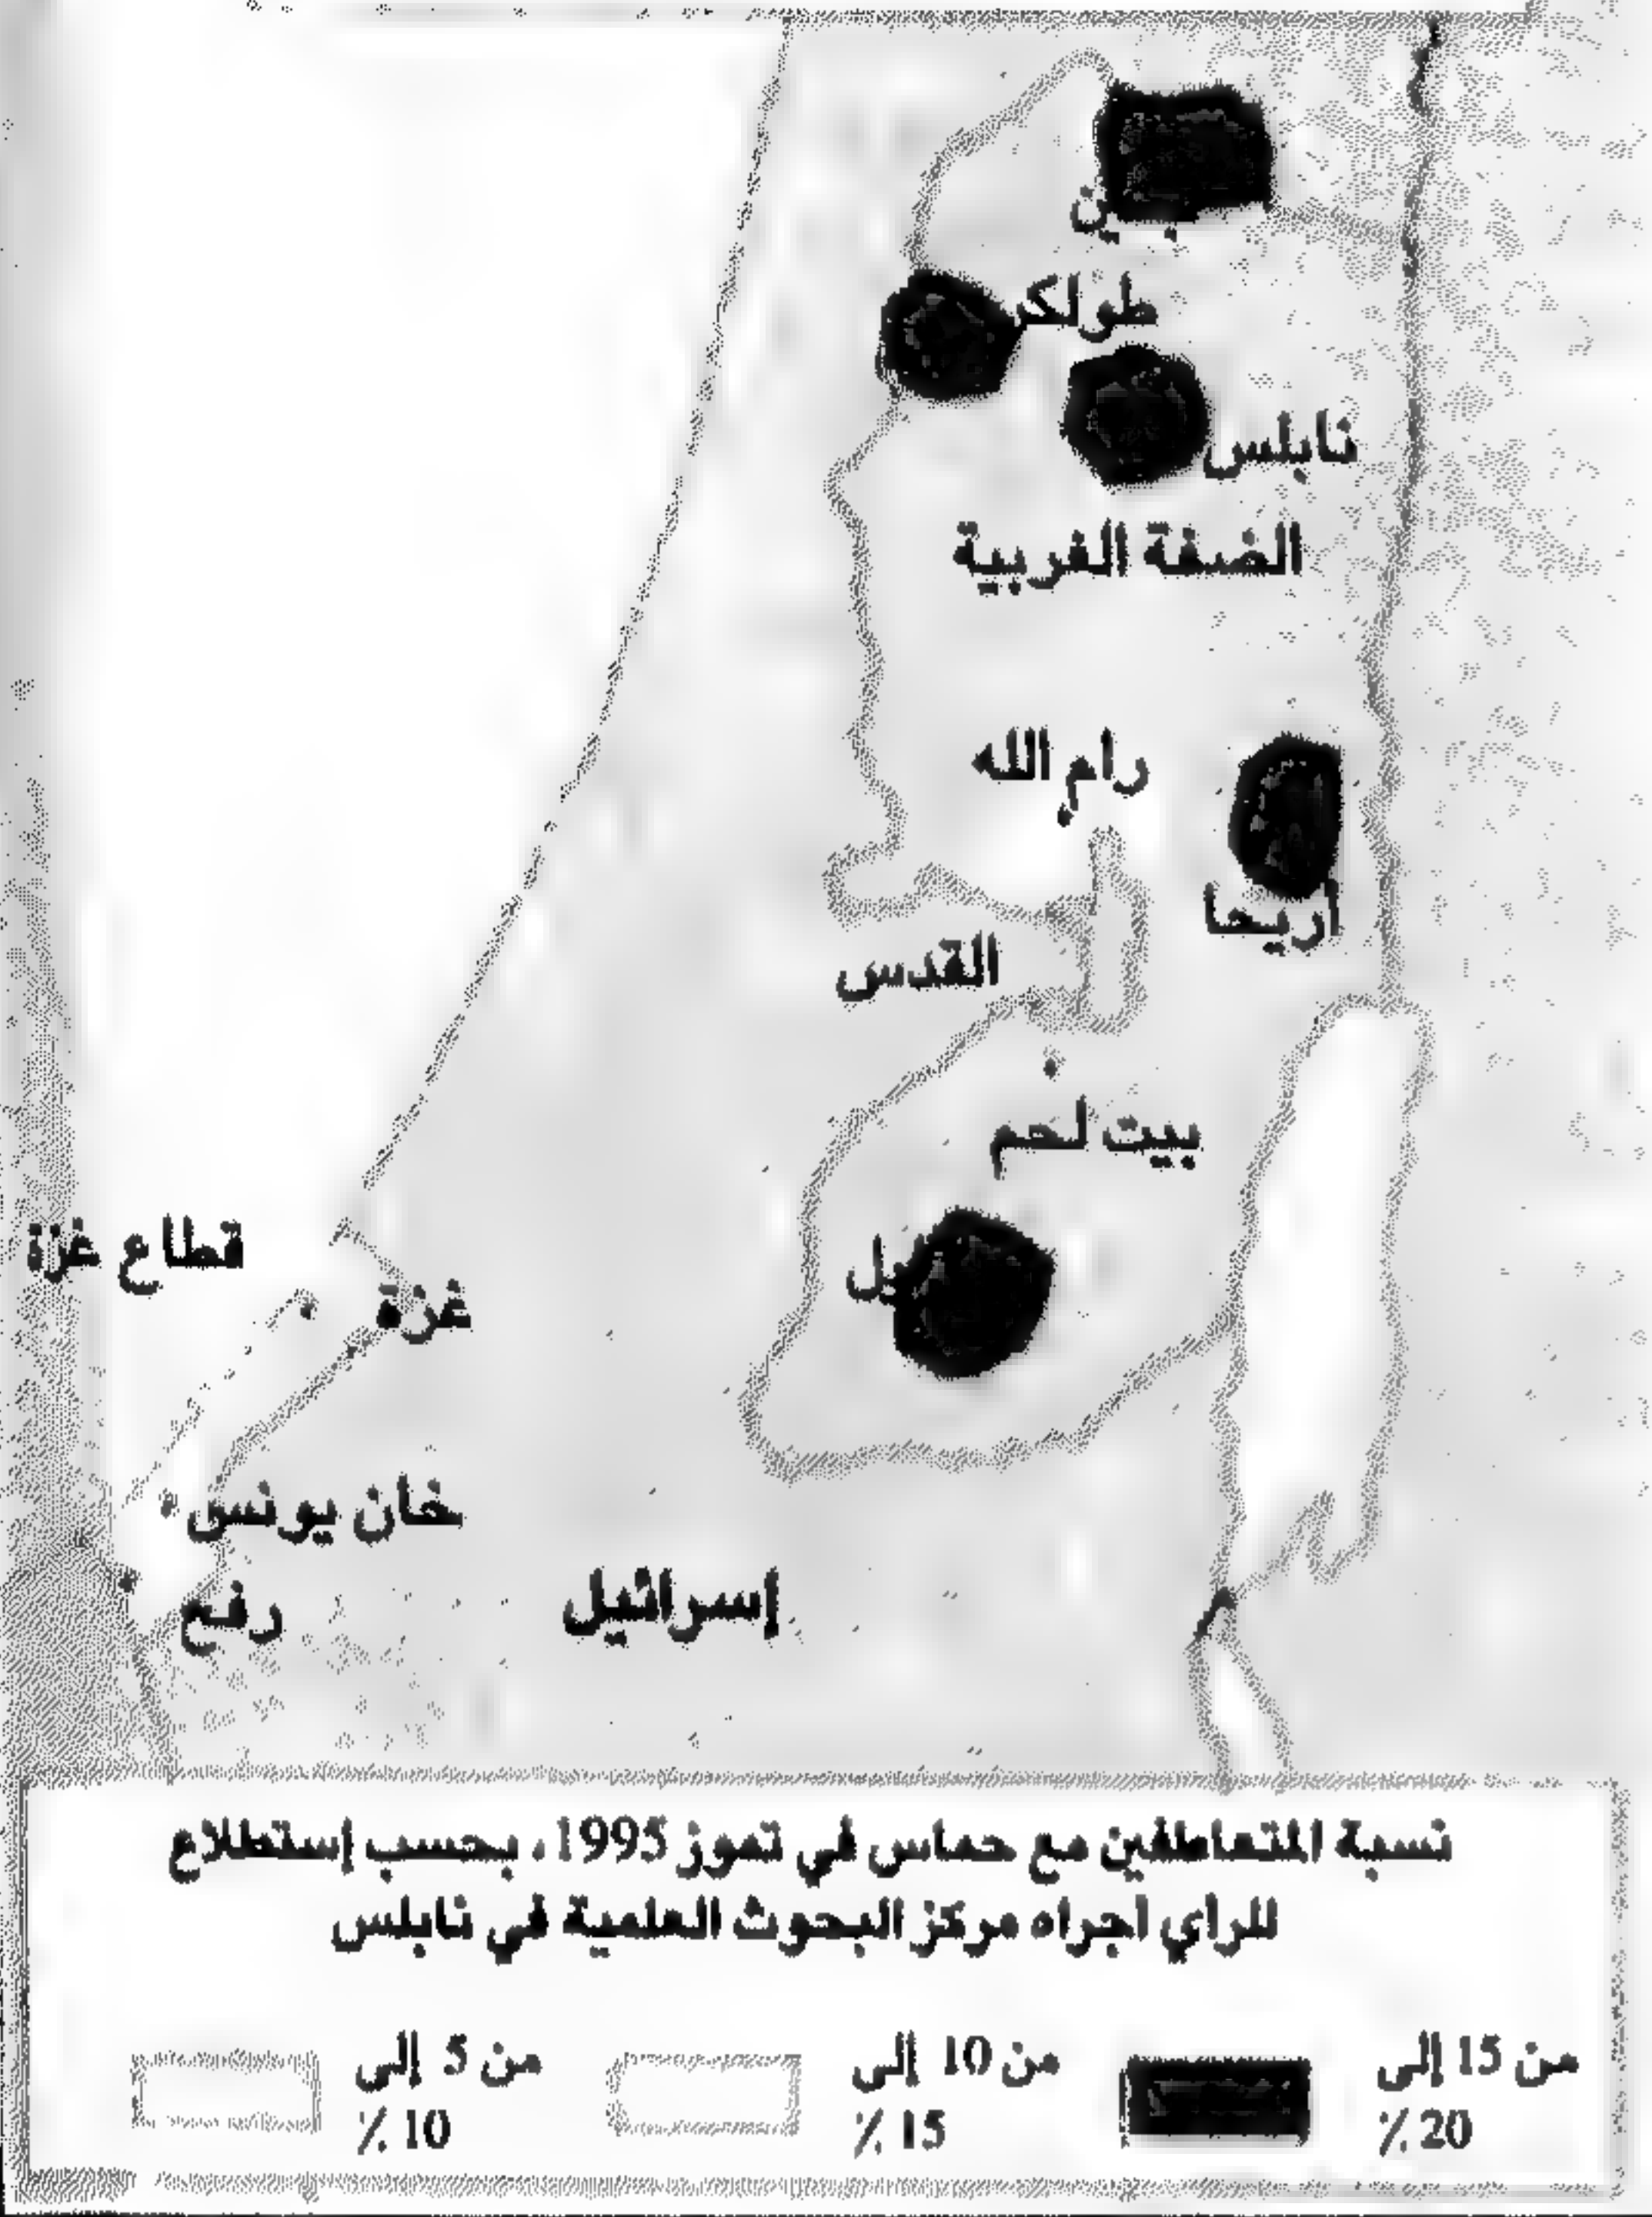 طولكر
نابلس
الضفة الغربية
رام الله
أريحا
القدس
بيت لحم
قطاع غزة
غزة
خان يونس
رفح
إسرائيل
نسبة المتعاطفين مع حماس في تموز 1995، بحسب إستطلاع
للراي اجراه مركز البحوث العلمية في نابلس
من 15 إلى
20 ٪
من 10 إلى
15 ٪
من 5 إلى
10 ٪